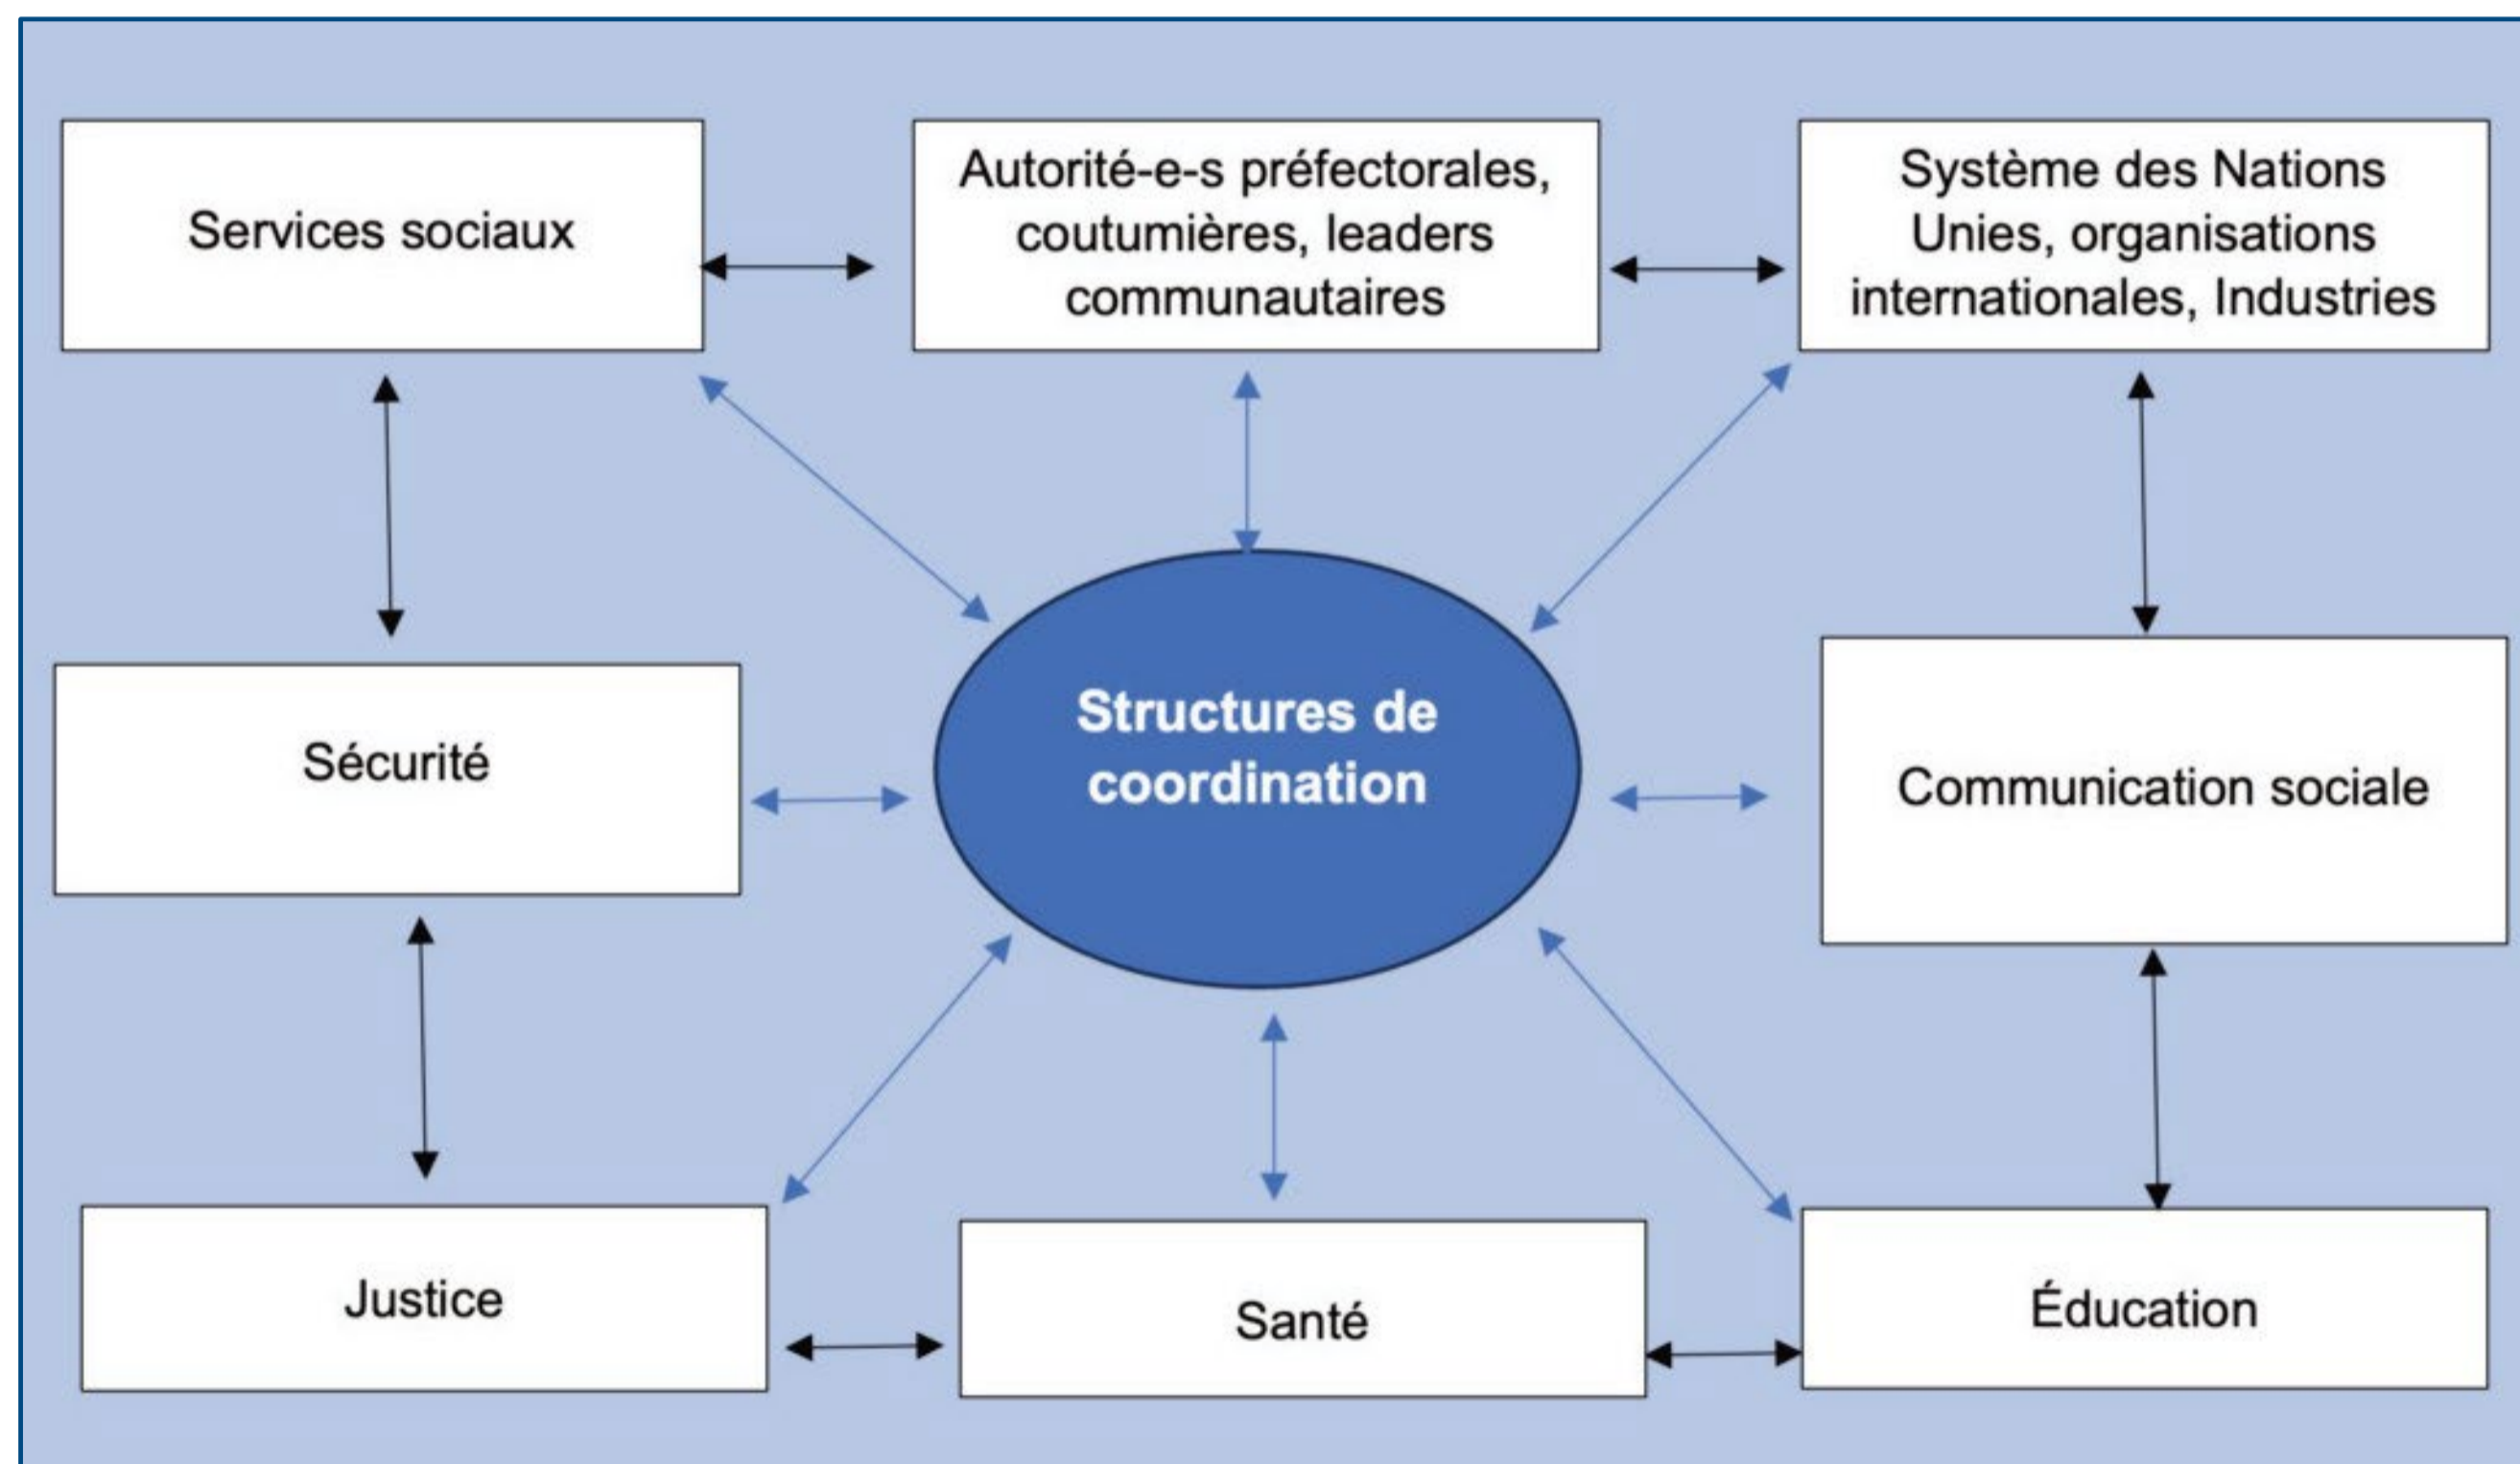 Services sociaux
Autorité-e-s préfectorales,
coutumières, leaders
communautaires
Système des Nations
Unies, organisations
internationales, Industries
Sécurité
Structures de
coordination
Communication sociale
Justice
Santé
Éducation